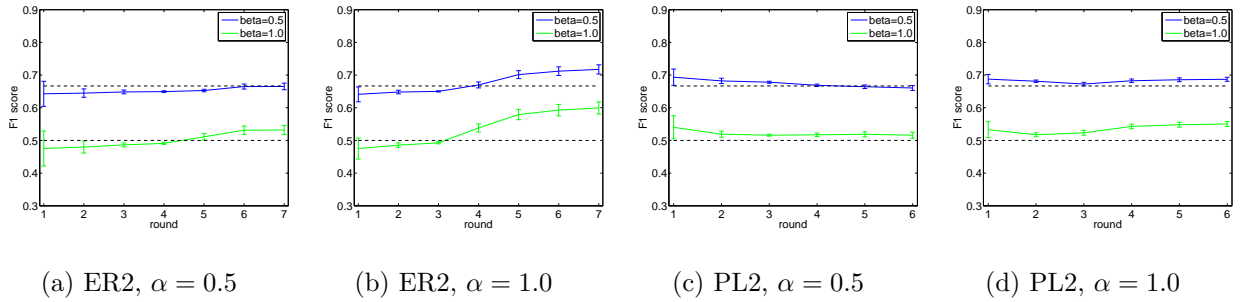 0.9
0.8
0.7
0.6
0.5
0.4
0.3
F1 score
1 2 3 4 5 6 7
round
beta=0.5
beta=1.0
(a) ER2, α = 0.5
0.9
0.8
0.7
0.6
0.5
0.4
0.3
F1 score
1 2 3 4 5 6 7
round
beta=0.5
beta=1.0
(b) ER2, α = 1.0
0.9
0.8
0.7
0.6
0.5
0.4
0.3
F1 score
1 2 3 4 5 6
round
beta=0.5
beta=1.0
(c) PL2, α = 0.5
0.9
0.8
0.7
0.6
0.5
0.4
0.3
F1 score
1 2 3 4 5 6
round
beta=0.5
beta=1.0
(d) PL2, α = 1.0